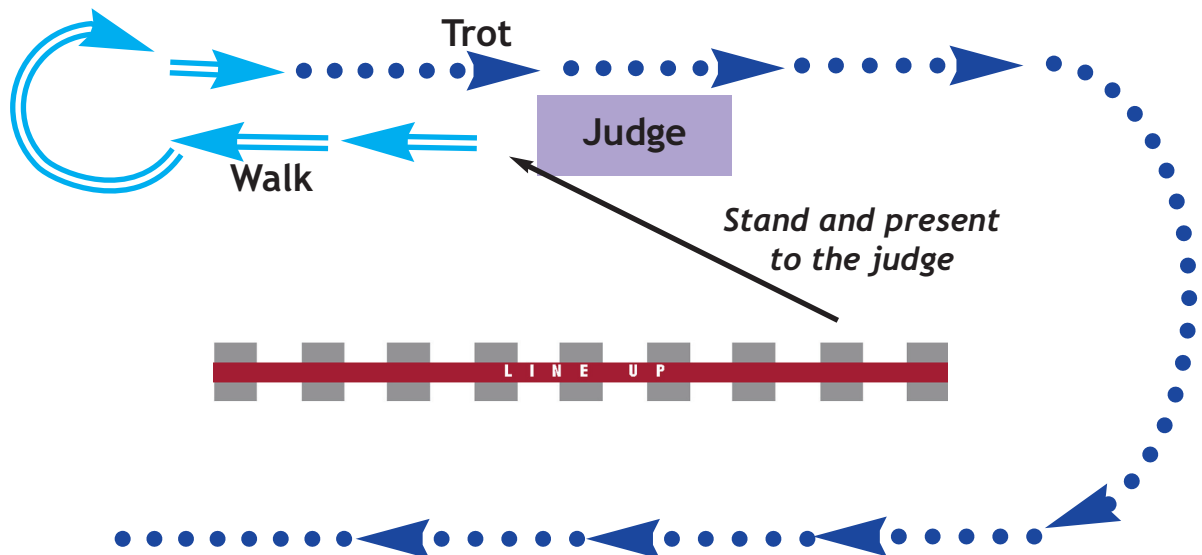 Trot
Judge
Walk
Stand and present
to the judge
LINE UP